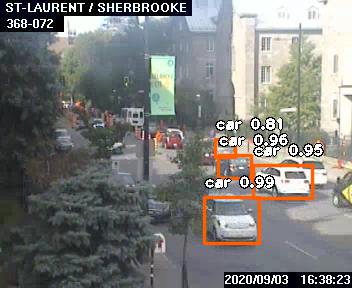 ST-LAURENT / SHERBROOKE
368-072
car 0.81
car 0.96
car 0.95
car 0.99
2020/09/03 16:38:23